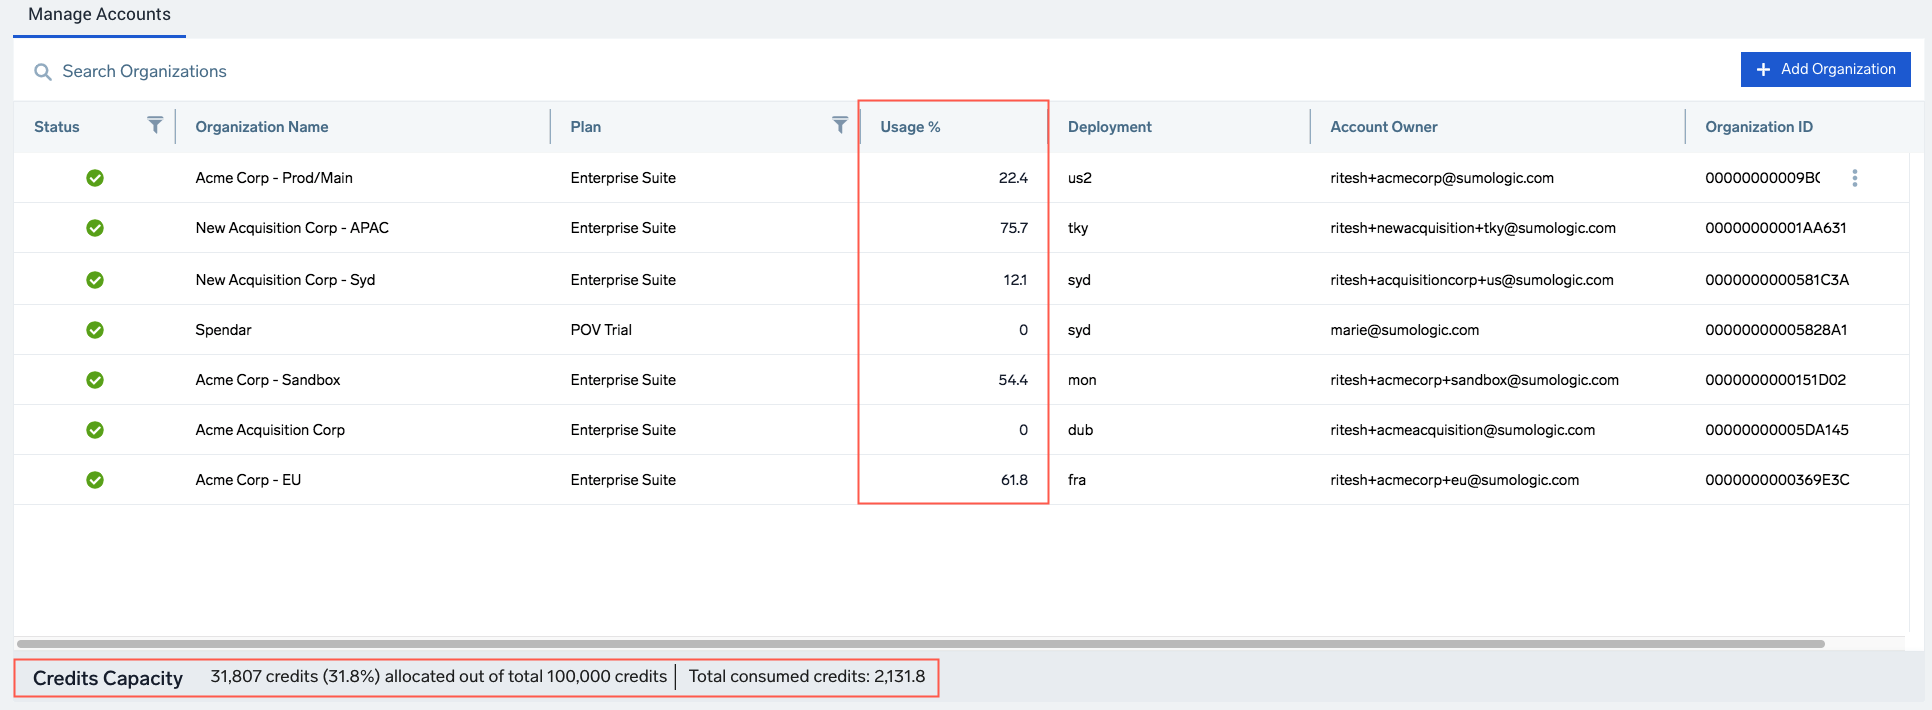 Manage Accounts
Search Organizations
+ Add Organization
Status Organization Name Plan Usage % Deployment Account Owner Organization ID
Acme Corp - Prod/Main Enterprise Suite 22.4 us2 ritesh+acmecorp@sumologic.com
New Acquisition Corp - APAC Enterprise Suite 75.7 tky ritesh+newacquisition+tky@sumologic.com 00000000001AA631
New Acquisition Corp - Syd Enterprise Suite 12.1 syd ritesh+acquisitioncorp+us@sumologic.com 0000000000581C3A
Spendar POV Trial 0 syd marie@sumologic.com 00000000005828A1
Acme Corp - Sandbox Enterprise Suite 54.4 mon ritesh+acmecorp+sandbox@sumologic.com 0000000000151D02
Acme Acquisition Corp Enterprise Suite 0 dub ritesh+acmeacquisition@sumologic.com 00000000005DA145
Acme Corp - EU Enterprise Suite 61.8 fra ritesh+acmecorp+eu@sumologic.com 0000000000369E3C
Credits Capacity 31,807 credits (31.8%) allocated out of total 100,000 credits | Total consumed credits: 2,131.8